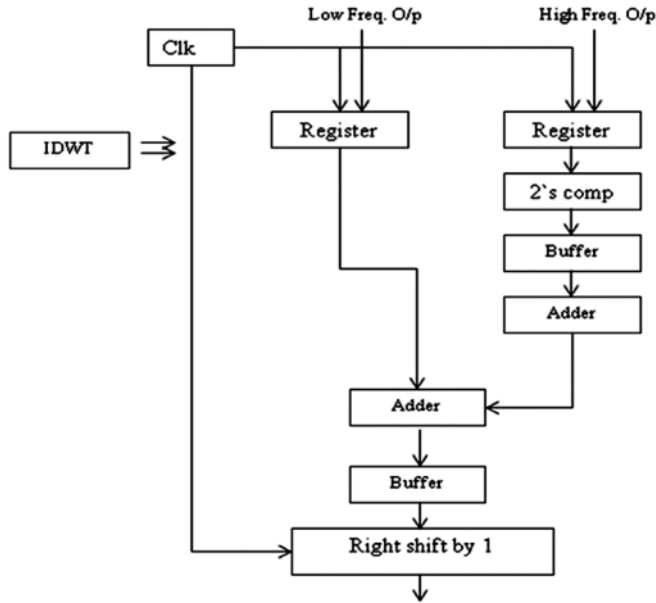 Low Freq. O/p
High Freq. O/p
Clk
Register
Register
IDWT
2`s comp
Buffer
Adder
Adder
Buffer
Right shift by 1